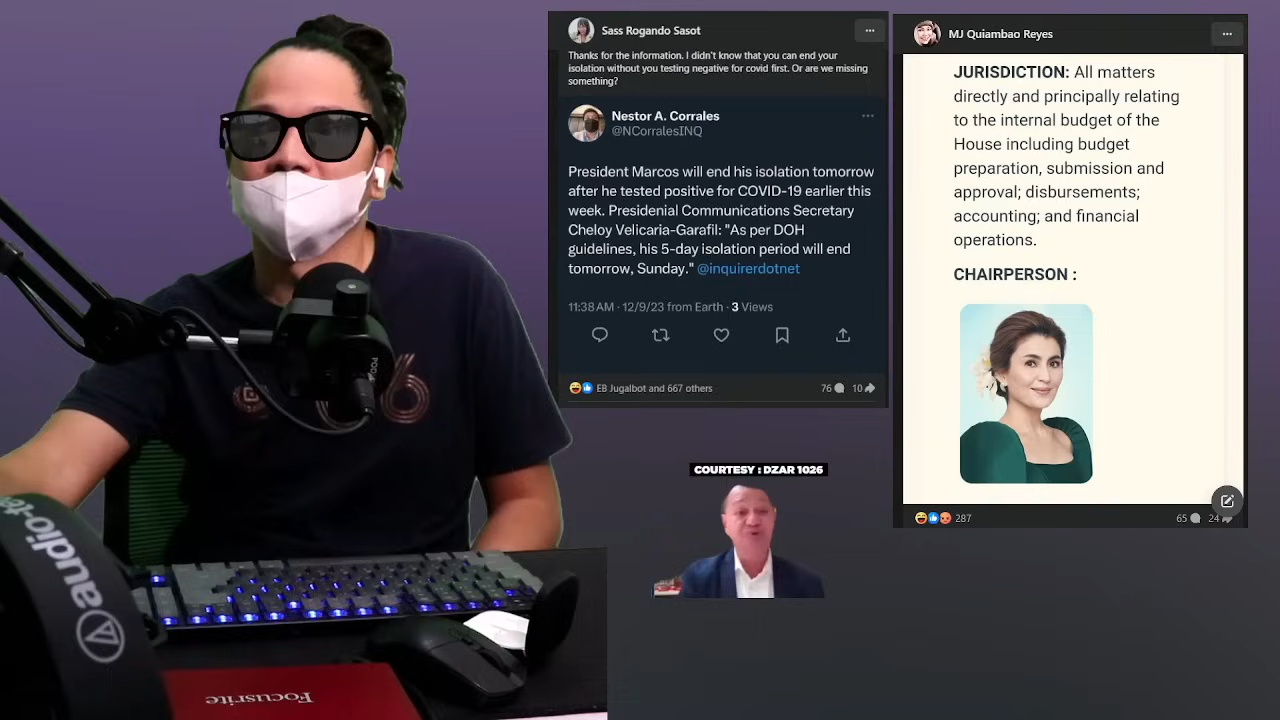 Sass Rogando Sasot
Thanks for the information. I didn't know that you can end your
isolation without you testing negative for covid first. Or are we missing
something?
Nestor A. Corrales
@NCorralesINQ
President Marcos will end his isolation tomorrow
after he tested positive for COVID-19 earlier this
week. Presidenial Communications Secretary
Cheloy Velicaria-Garafil: "As per DOH
guidelines, his 5-day isolation period will end
tomorrow, Sunday." @inquirerdotnet
11:38 AM · 12/9/23 from Earth · 3 Views
EB Jugalbot and 667 others
76
10
MJ Quiambao Reyes
JURISDICTION: All matters
directly and principally relating
to the internal budget of the
House including budget
preparation, submission and
approval; disbursements;
accounting; and financial
operations.
CHAIRPERSON :
287
65
24
COURTESY : DZAR 1026
audio-te
Focusrite